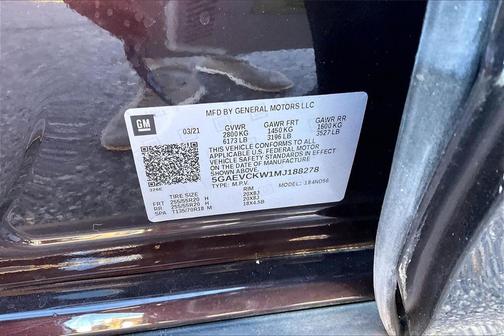 MFD BY GENERAL MOTORS LLC
GM
03/21 GVWR GAWR FRT GAWR RR
2800 KG 1450 KG 1600 KG
6173 LB 3196 LB 3527 LB
THIS VEHICLE CONFORMS TO ALL
APPLICABLE U.S. FEDERAL MOTOR
VEHICLE SAFETY STANDARDS IN EFFECT
ON THE DATE OF MANUFACTURE
SHOWN ABOVE.
5GAEVCKW1MJ188278
TYPE: M.P.V. MODEL: 184NO56
TIRE SIZE RIM
FRT 255/55R20 H 20X8J
RR 255/55R20 H 20X8J
SPA T135/70R18 M 18X4.5B